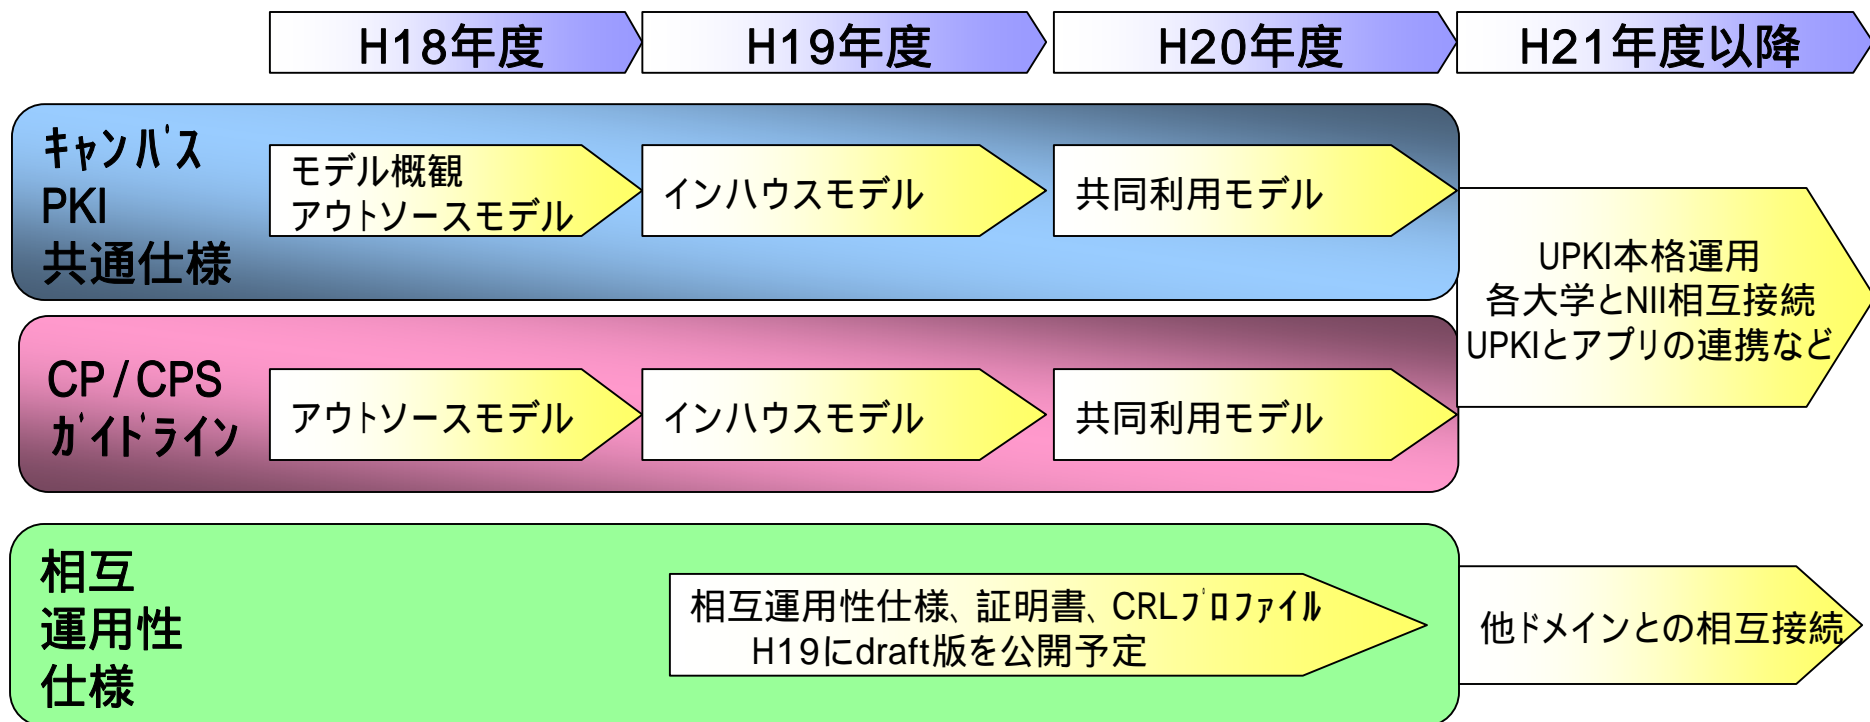 H18年度
H19年度
H20年度
H21年度以降
ｷｬﾝﾊﾟｽ
PKI
共通仕様
モデル概観
アウトソースモデル
インハウスモデル
共同利用モデル
UPKI本格運用
各大学とNII相互接続
UPKIとアプリの連携など
CP/CPS
ｶﾞｲﾄﾞﾗｲﾝ
アウトソースモデル
インハウスモデル
共同利用モデル
相互
運用性
仕様
相互運用性仕様、証明書、CRLﾌﾟﾛﾌｧｲﾙ
H19にdraft版を公開予定
他ドメインとの相互接続